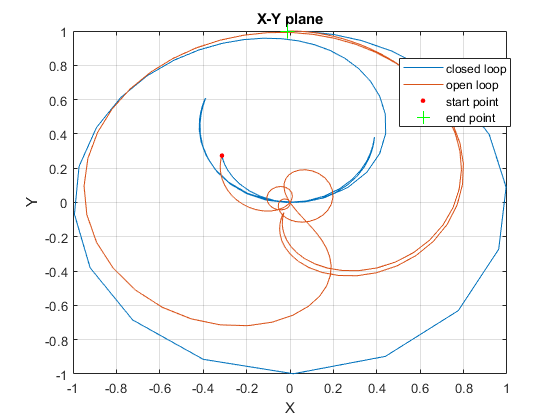 X-Y plane
1
0.8
0.6
0.4
0.2
0
-0.2
-0.4
-0.6
-0.8
-1
Y
closed loop
open loop
start point
end point
-1 -0.8 -0.6 -0.4 -0.2 0 0.2 0.4 0.6 0.8 1
X